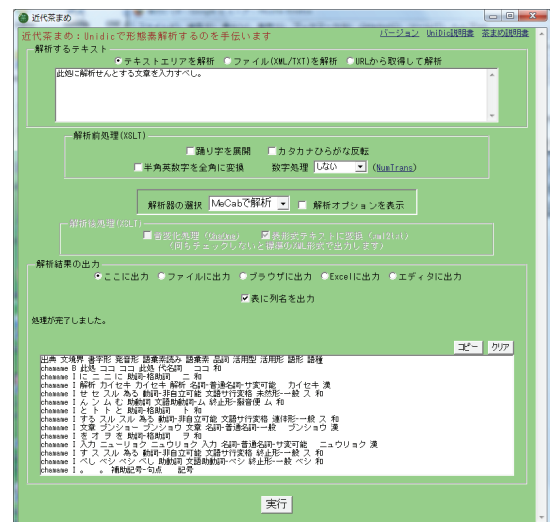 近代茶まめ
近代茶まめ：Unidicで形態素解析するのを手伝います
バージョン UniDic説明書 茶まめ説明書
解析するテキスト
テキストエリアを解析 ファイル(XML/TXT)を解析 URLから取得して解析
此処に解析せんとする文章を入力すべし。
解析前処理(XSLT)
踊り字を展開 カタカナひらがな反転
半角英数字を全角に変換 数字処理 しない (NumTrans)
解析器の選択 MeCabで解析 解析オプションを表示
解析後処理(XSLT)
解析結果の出力
ここに出力 ファイルに出力 ブラウザに出力 Excelに出力 エディタに出力
表に列名を出力
処理が完了しました。
コピー クリア
出典 文境界 書字形 発音形 語彙素読み 語彙素 品詞 活用型 活用形 語形 語種
chamame B 此処 ココ ココ 此処 代名詞 ココ 和
chamame I に ニ ニ に 助詞-格助詞 ニ 和
chamame I 解析 カイセキ カイセキ 解析 名詞-普通名詞-サ変可能 カイセキ 漢
chamame I せ セ スル 為る 動詞-非自立可能 文語サ行変格 未然形-一般 ス 和
chamame I ん ン ム む 助動詞 文語助動詞-ム 終止形-撥音便 ム 和
chamame I と ト ト と 助詞-格助詞 ト 和
chamame I する スル スル 為る 動詞-非自立可能 文語サ行変格 連体形-一般 ス 和
chamame I 文章 ブンショー ブンショウ 文章 名詞-普通名詞-一般 ブンショウ 漢
chamame I を オ ヲ を 助詞-格助詞 ヲ 和
chamame I 入力 ニューリョク ニュウリョク 入力 名詞-普通名詞-サ変可能 ニュウリョク 漢
chamame I す ス スル 為る 動詞-非自立可能 文語サ行変格 終止形-一般 ス 和
chamame I べし ベシ ベシ べし 助動詞 文語助動詞-ベシ 終止形-一般 ベシ 和
chamame I 。 。 補助記号-句点 記号
実行